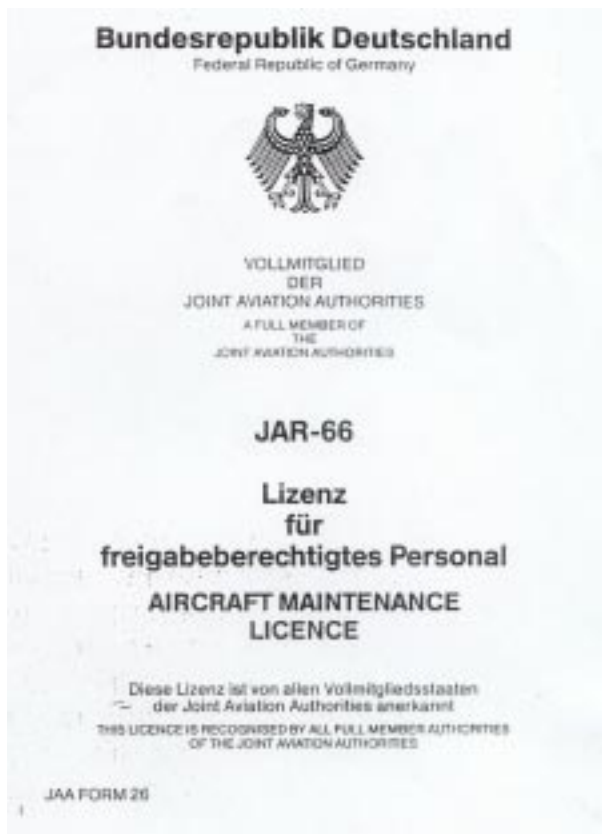 Bundesrepublik Deutschland
Federal Republic of Germany
VOLLMITGLIED
DER
JOINT AVIATION AUTHORITIES
A FULL MEMBER OF
THE
JOINT AVIATION AUTHORITIES
JAR-66
Lizenz
für
freigabeberechtigtes Personal
AIRCRAFT MAINTENANCE
LICENCE
Diese Lizenz ist von allen Vollmitgliedsstaaten
der Joint Aviation Authorities anerkannt
THIS LICENCE IS RECOGNISED BY ALL FULL MEMBER AUTHORITIES
OF THE JOINT AVIATION AUTHORITIES
JAA FORM 26